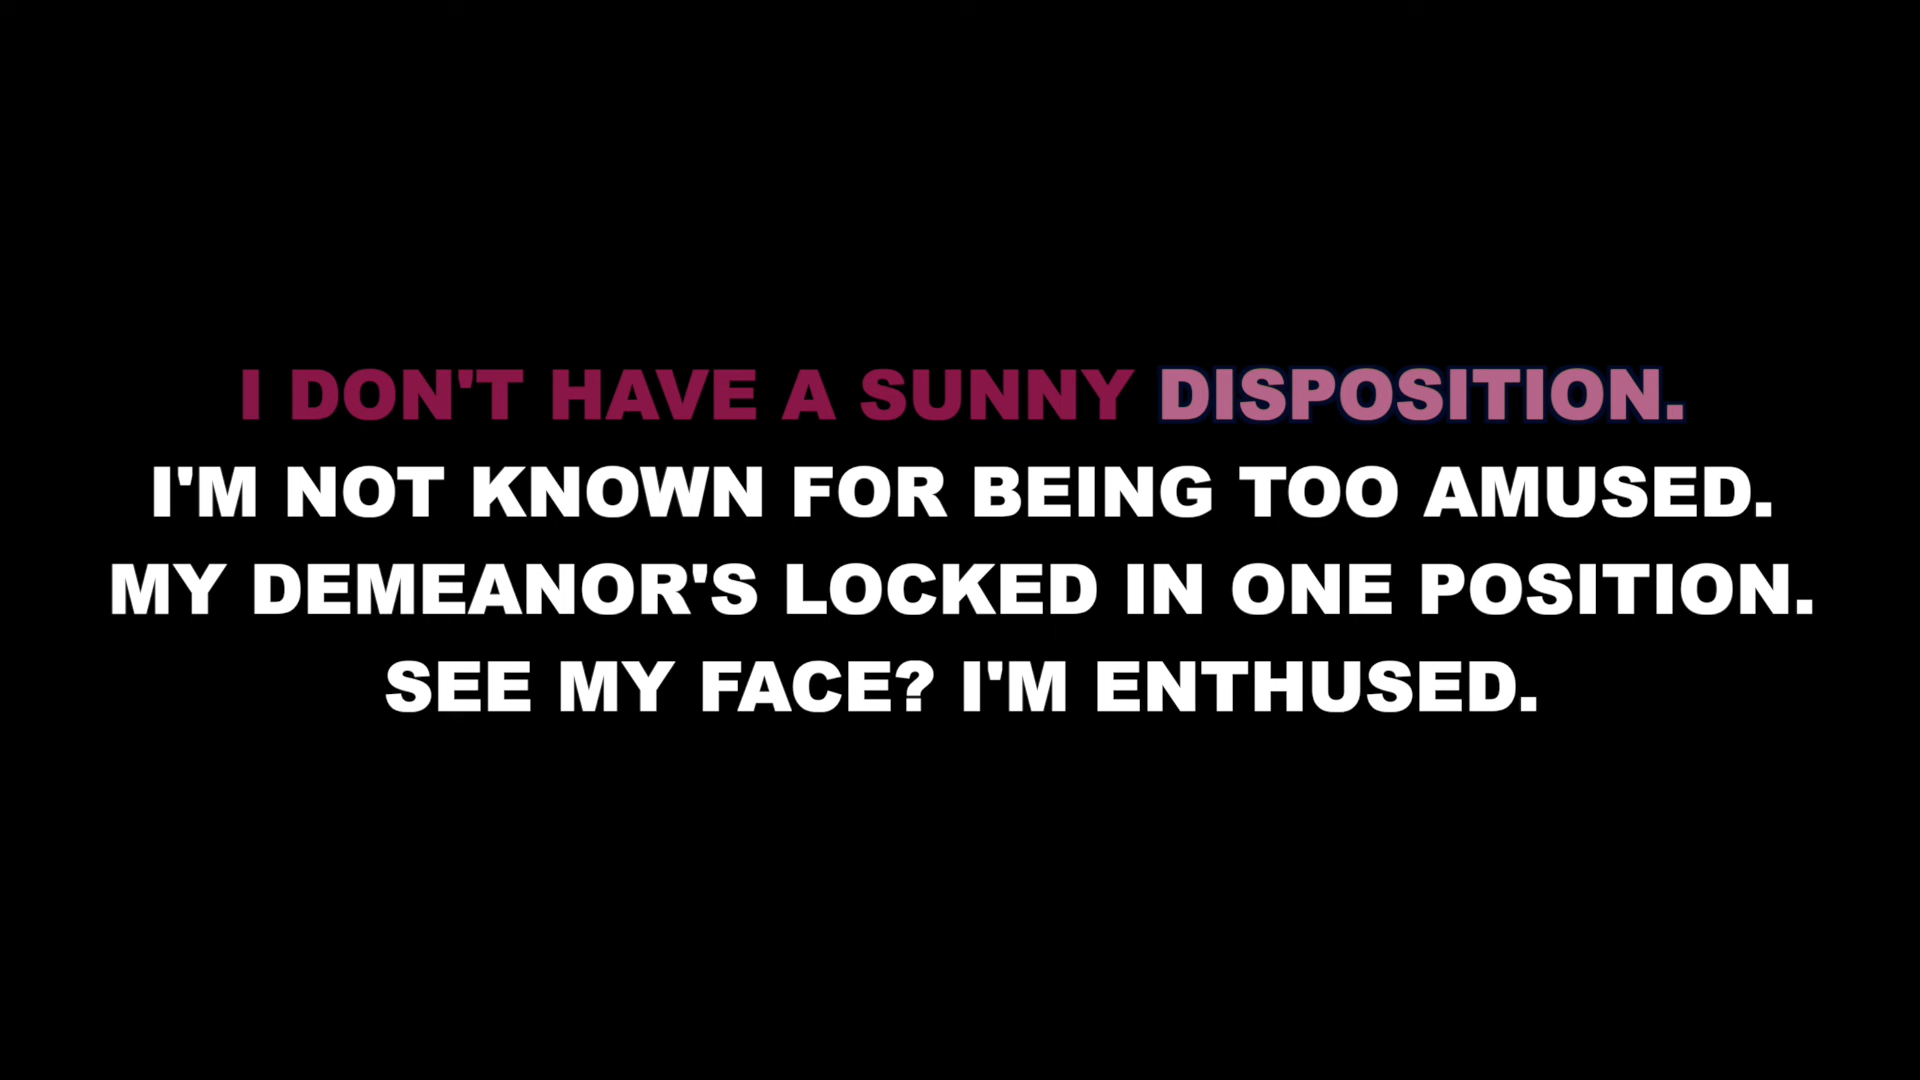 I DON'T HAVE A SUNNY DISPOSITION.
I'M NOT KNOWN FOR BEING TOO AMUSED.
MY DEMEANOR'S LOCKED IN ONE POSITION.
SEE MY FACE? I'M ENTHUSED.